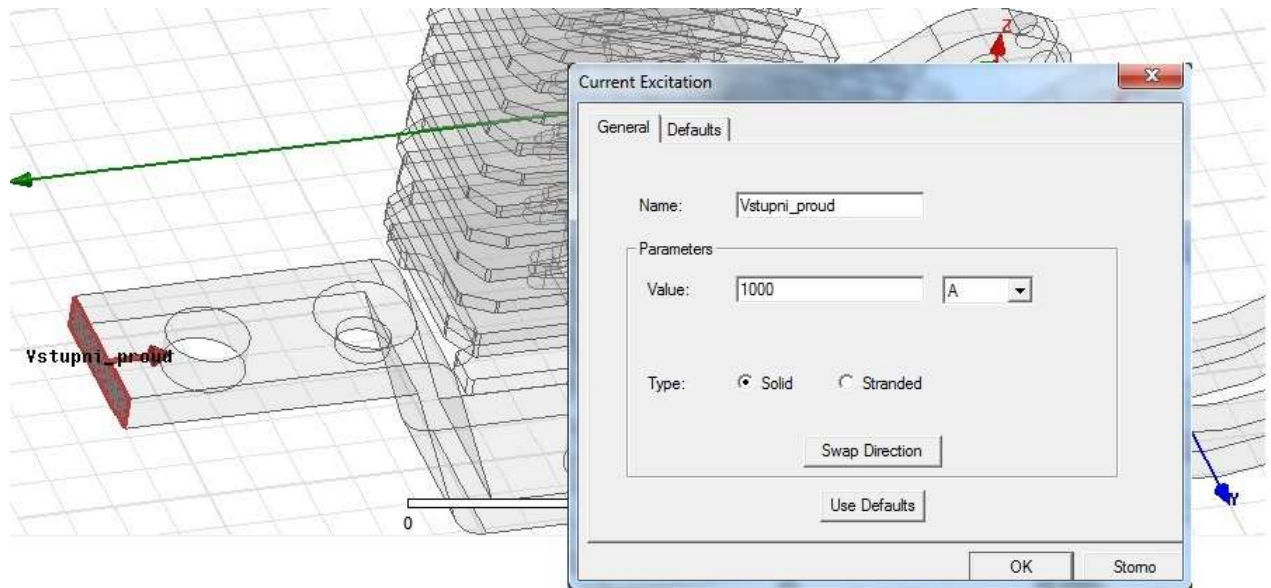 Z
Current Excitation
General Defaults
Name: Vstupni_proud
Parameters
Value: 1000 A
Vstupni_proud
Type: Solid Stranded
Swap Direction
Y
Use Defaults
0
OK Storno